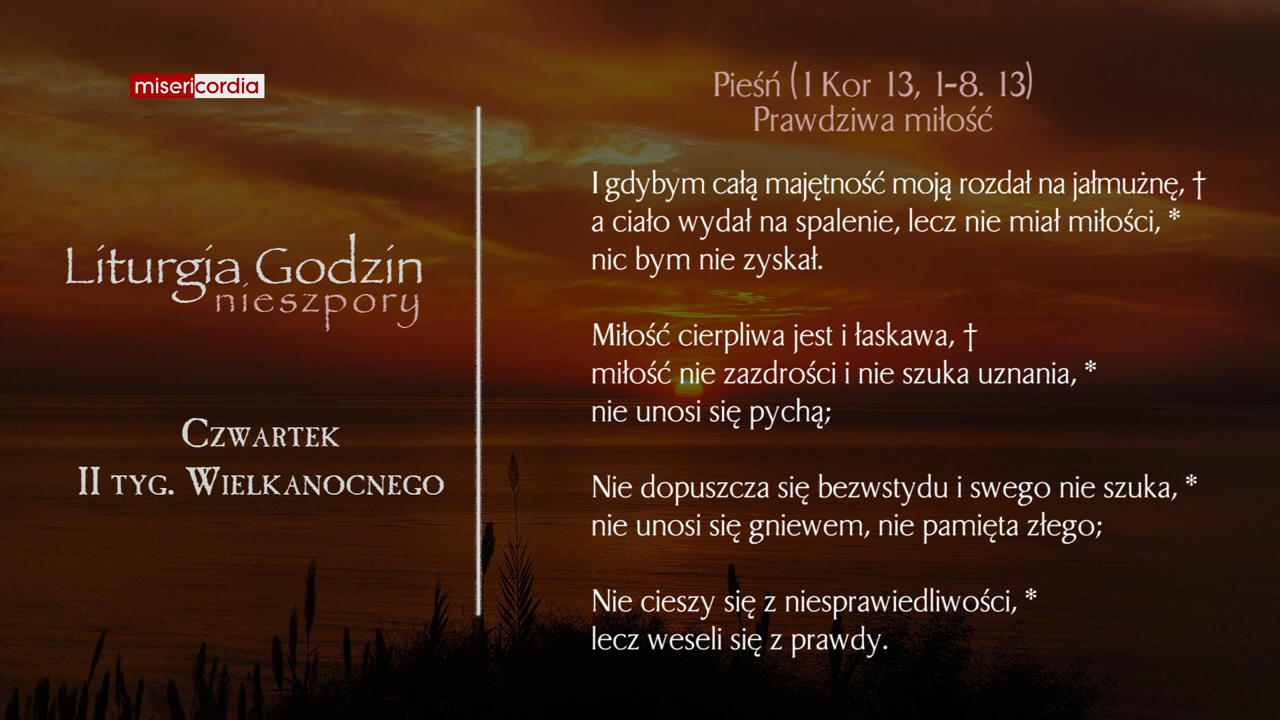 misericordia
Liturgia Godzin
nieszpory
Czwartek
II tyg. Wielkanocnego
Pieśń (1 Kor 13, 1-8. 13)
Prawdziwa miłość
I gdybym całą majętność moją rozdał na jałmużnę, †
a ciało wydał na spalenie, lecz nie miał miłości, *
nic bym nie zyskał.
Miłość cierpliwa jest i łaskawa, †
miłość nie zazdrości i nie szuka uznania, *
nie unosi się pychą;
Nie dopuszcza się bezwstydu i swego nie szuka, *
nie unosi się gniewem, nie pamięta złego;
Nie cieszy się z niesprawiedliwości, *
lecz weseli się z prawdy.